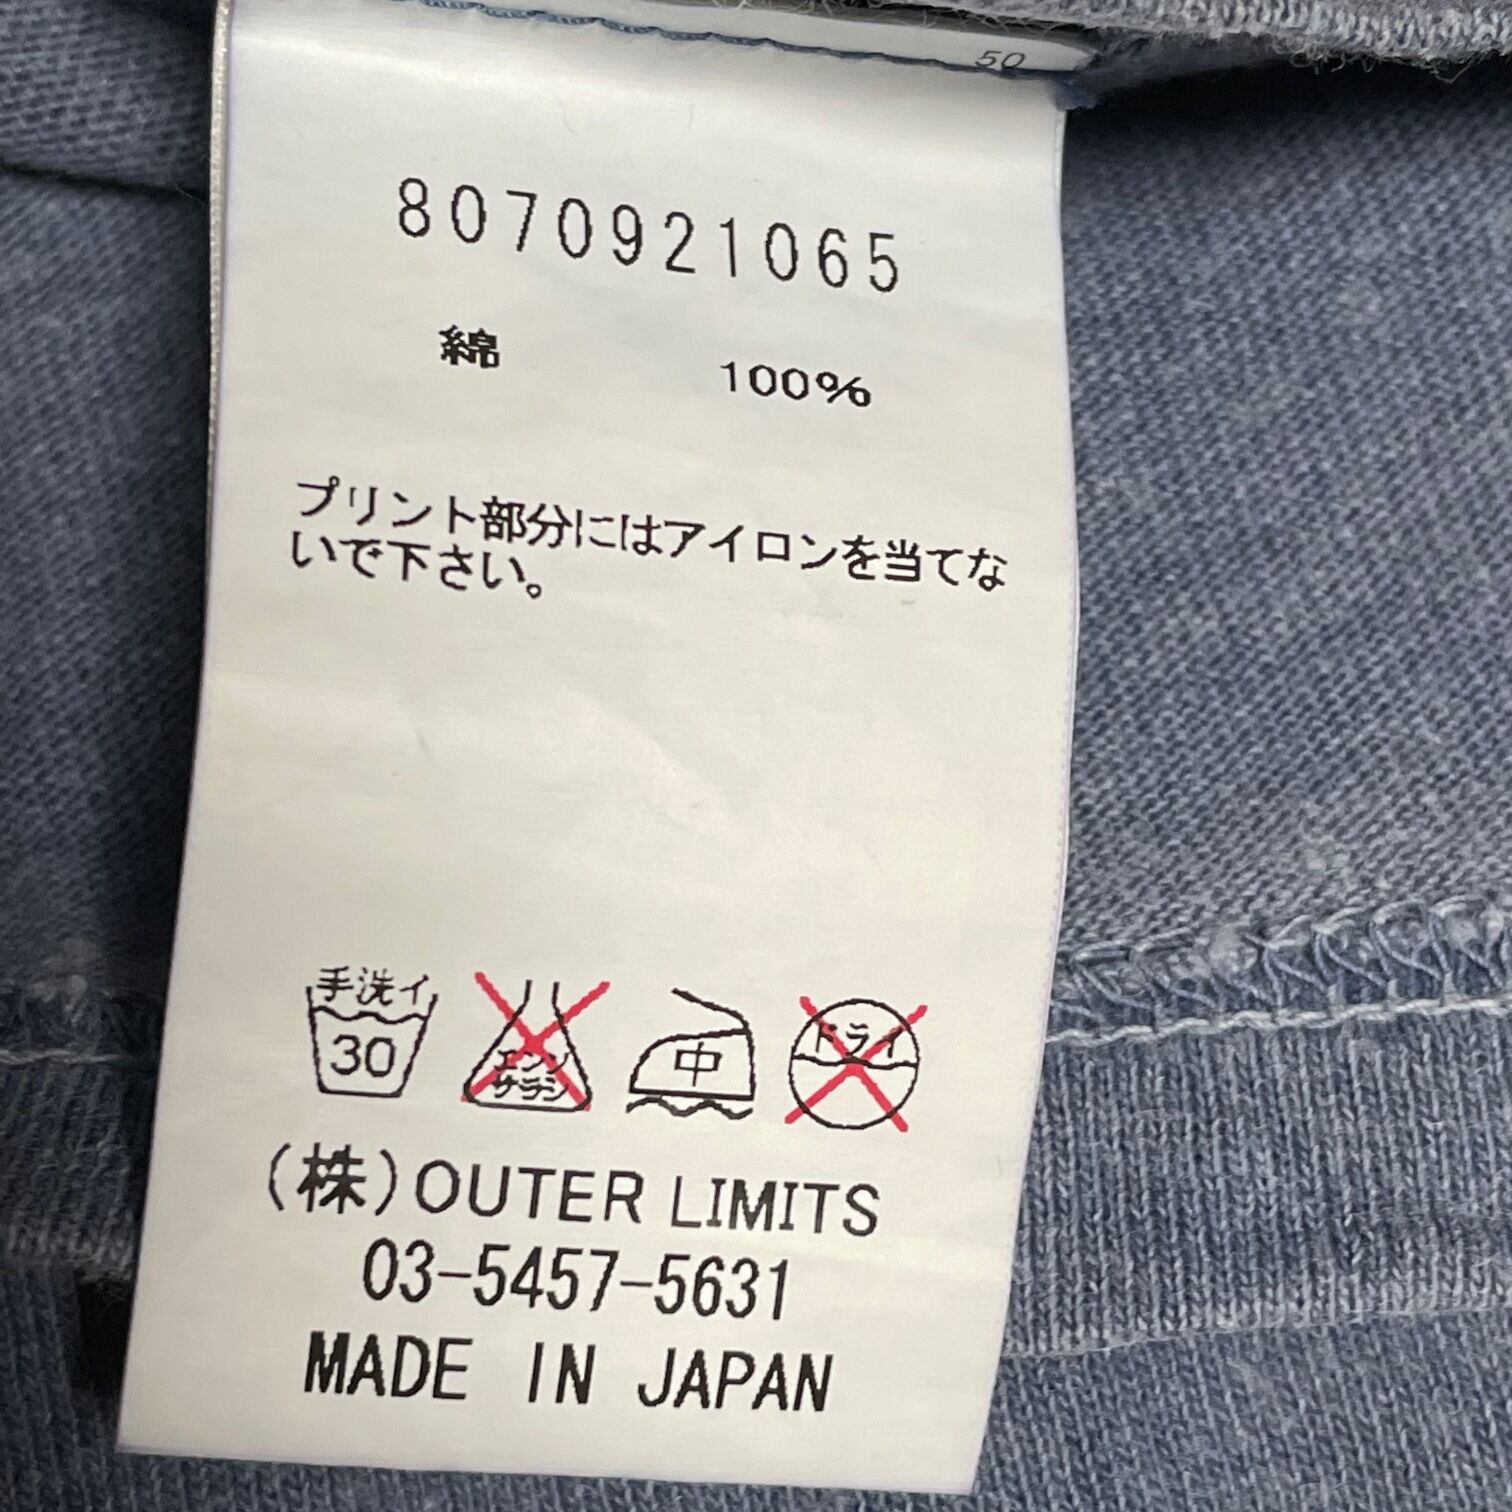 50
8070921065
綿 100%
プリント部分にはアイロンを当てな
いで下さい。
手洗イ
30
エンソ
サラシ
中
ドライ
(株)OUTER LIMITS
03-5457-5631
MADE IN JAPAN